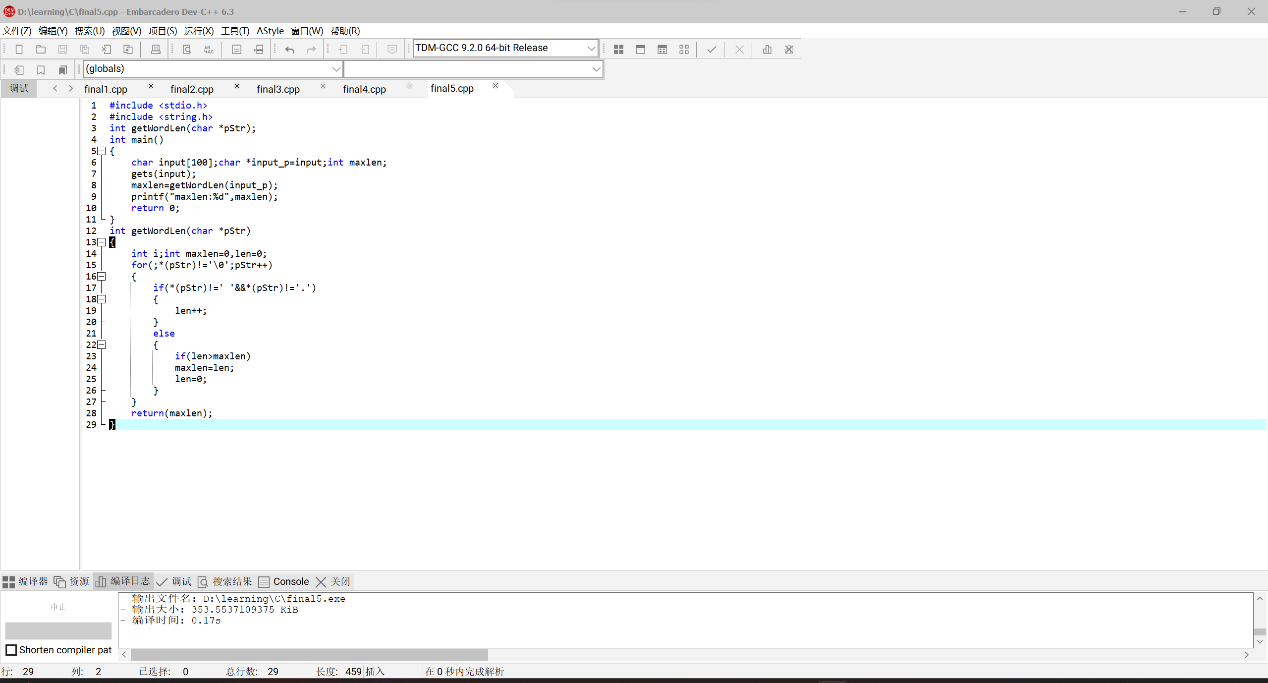 D:\learning\C\final5.cpp - Embarcadero Dev-C++ 6.3
文件(Z) 编辑(Y) 搜索(U) 视图(V) 项目(S) 运行(X) 工具(T) AStyle 窗口(W) 帮助(R)
TDM-GCC 9.2.0 64-bit Release
(globals)
调试 final1.cpp final2.cpp final3.cpp final4.cpp final5.cpp
1 #include <stdio.h>
2 #include <string.h>
3 int getWordLen(char *pStr);
4 int main()
5 {
6 char input[100];char *input_p=input;int maxlen;
7 gets(input);
8 maxlen=getWordLen(input_p);
9 printf("maxlen:%d",maxlen);
10 return 0;
11 }
12 int getWordLen(char *pStr)
13 {
14 int i;int maxlen=0,len=0;
15 for(;*(pStr)!='\0';pStr++)
16 {
17 if(*(pStr)!=' '&&*(pStr)!='.')
18 {
19 len++;
20 }
21 else
22 {
23 if(len>maxlen)
24 maxlen=len;
25 len=0;
26 }
27 }
28 return(maxlen);
29 }
编译器 资源 编译日志 调试 搜索结果 Console 关闭
中止
Shorten compiler pat
- 输出文件名: D:\learning\C\final5.exe
- 输出大小: 353.5537109375 KiB
- 编译时间: 0.17s
行: 29 列: 2 已选择: 0 总行数: 29 长度: 459 插入 在 0 秒内完成解析